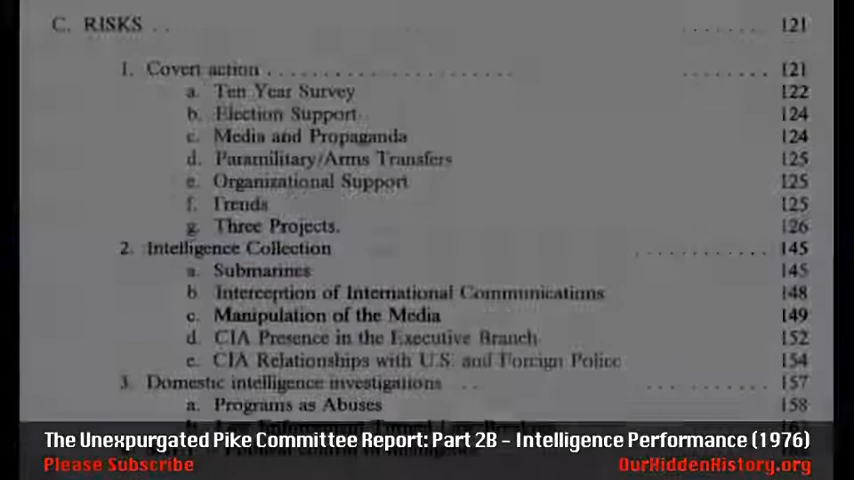 C. RISKS . . . . . . . . . 121
1. Covert action . . . . . . . . . . . . . . . . . . . . . . . . . . . . . 121
a. Ten Year Survey 122
b. Election Support 124
c. Media and Propaganda 124
d. Paramilitary/Arms Transfers 125
e. Organizational Support 125
f. Trends 125
g. Three Projects. 126
2. Intelligence Collection . . . . . . . . . . . 145
a. Submarines 145
b. Interception of International Communications 148
c. Manipulation of the Media 149
d. CIA Presence in the Executive Branch 152
e. CIA Relationships with U.S. and Foreign Police 154
3. Domestic intelligence investigations . . . . . . . . . . . . 157
a. Programs as Abuses 158
The Unexpurgated Pike Committee Report: Part 2B - Intelligence Performance (1976)
Please Subscribe
OurHiddenHistory.org